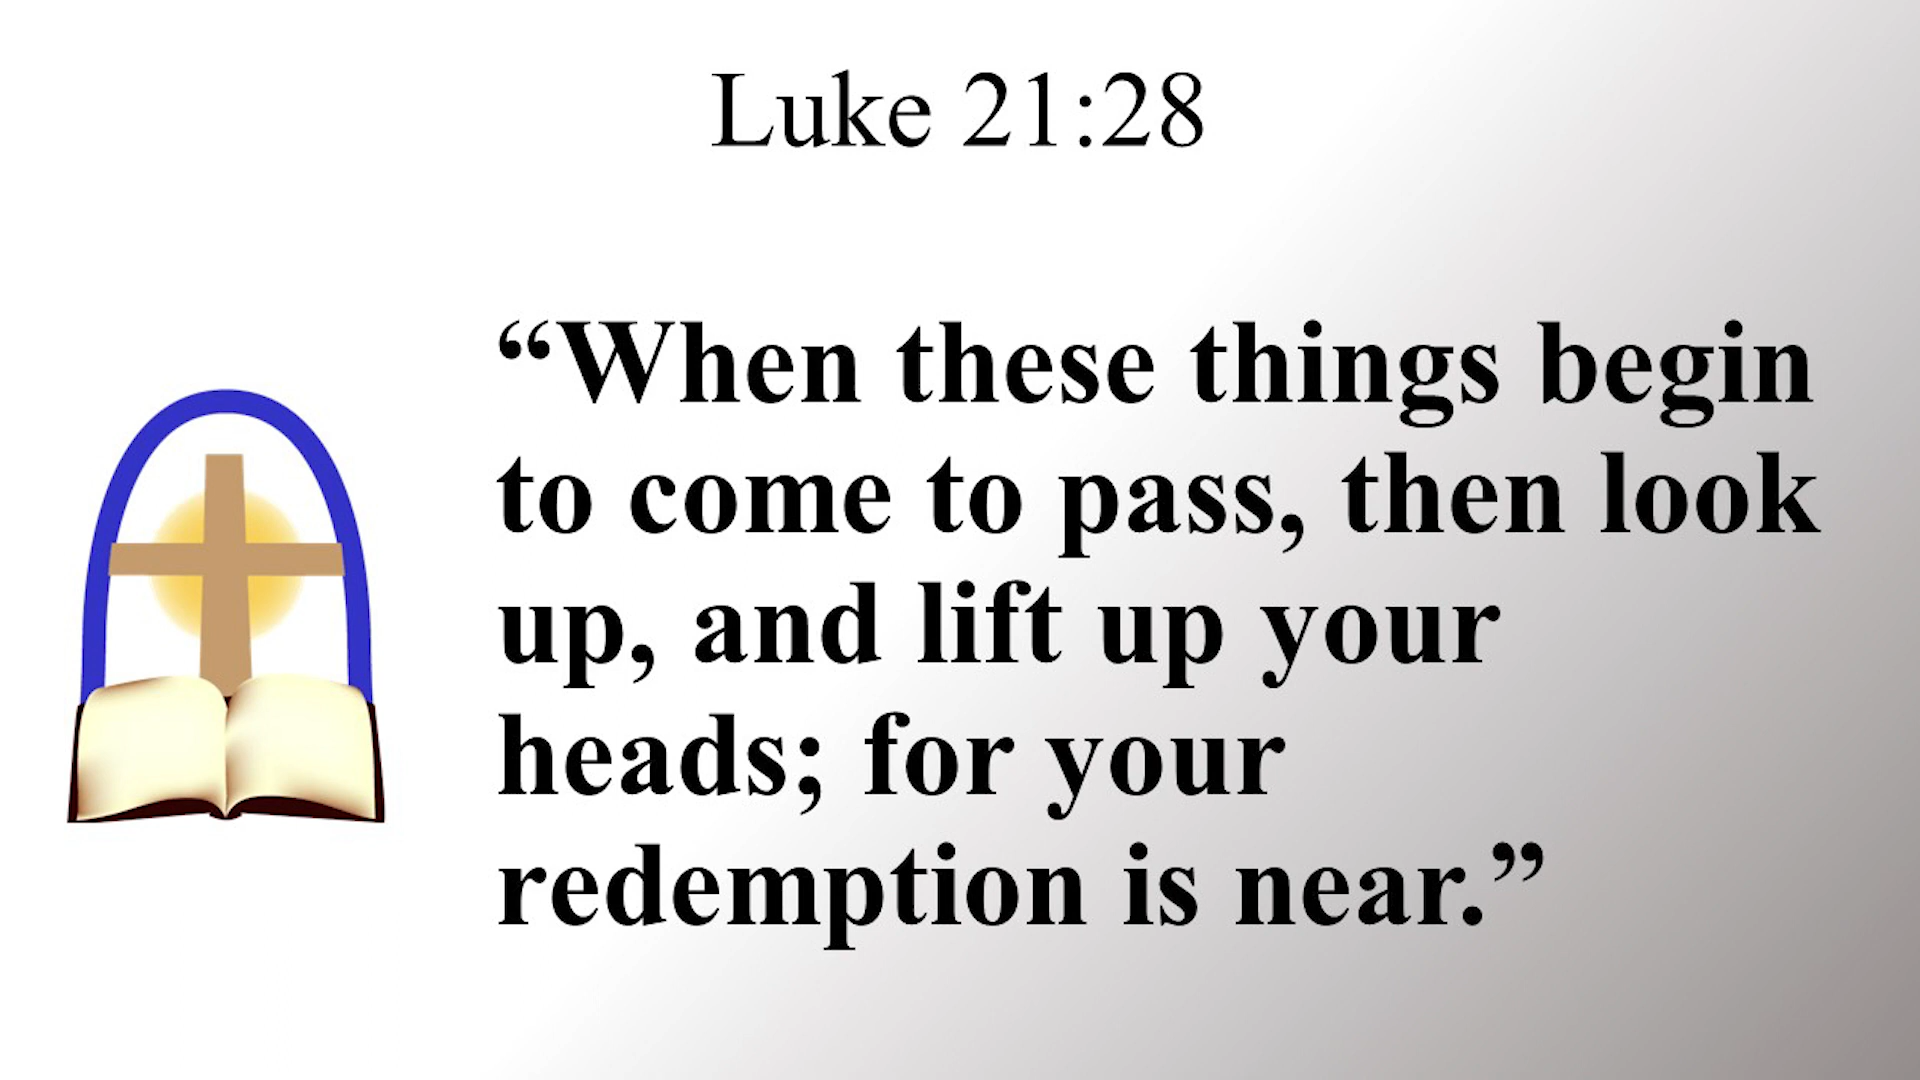 Luke 21:28
“When these things begin
to come to pass, then look
up, and lift up your
heads; for your
redemption is near.”